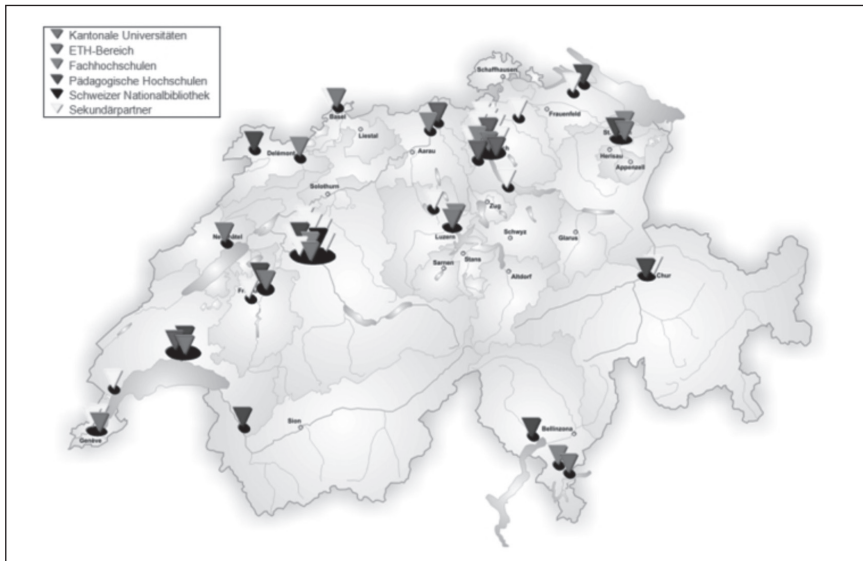 Kantonale Universitäten
ETH-Bereich
Fachhochschulen
Pädagogische Hochschulen
Schweizer Nationalbibliothek
Sekundärpartner
Schaffhausen
Frauenfeld
Basel
Liestal
Delémont
Aarau
Herisau
Appenzell
Solothurn
Zug
Luzern
Schwyz
Glarus
Stans
Sarnen
Altdorf
Chur
Sion
Bellinzona
Genève